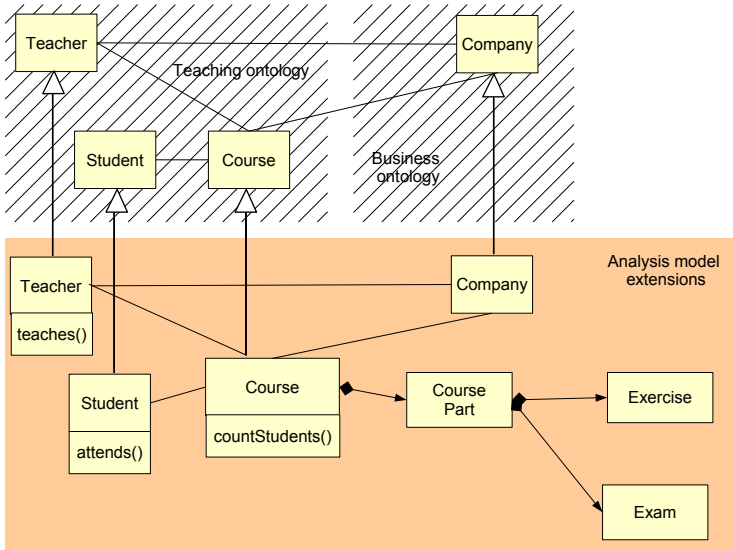 Teacher
Company
Teaching ontology
Student
Course
Business
ontology
Analysis model
extensions
Teacher
teaches()
Company
Student
attends()
Course
countStudents()
Course
Part
Exercise
Exam